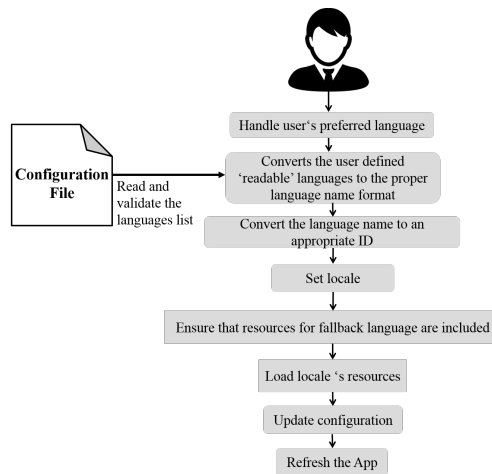 Handle user‘s preferred language
Configuration
File
Read and
validate the
languages list
Converts the user defined
‘readable’ languages to the proper
language name format
Convert the language name to an
appropriate ID
Set locale
Ensure that resources for fallback language are included
Load locale ‘s resources
Update configuration
Refresh the App